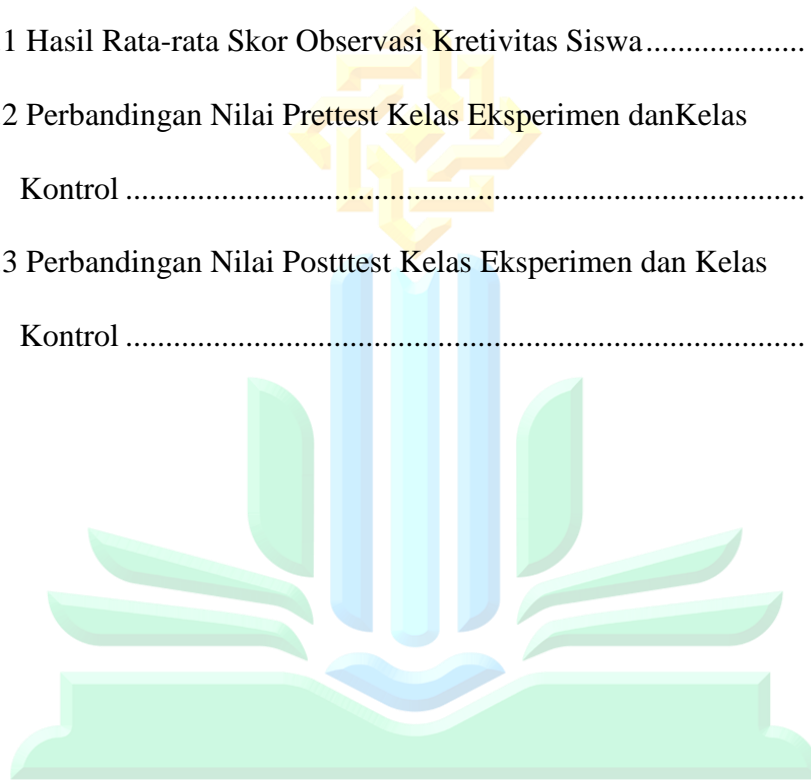 1 Hasil Rata-rata Skor Observasi Kretivitas Siswa...................
2 Perbandingan Nilai Prettest Kelas Eksperimen danKelas
Kontrol .....................................................................................
3 Perbandingan Nilai Postttest Kelas Eksperimen dan Kelas
Kontrol .....................................................................................